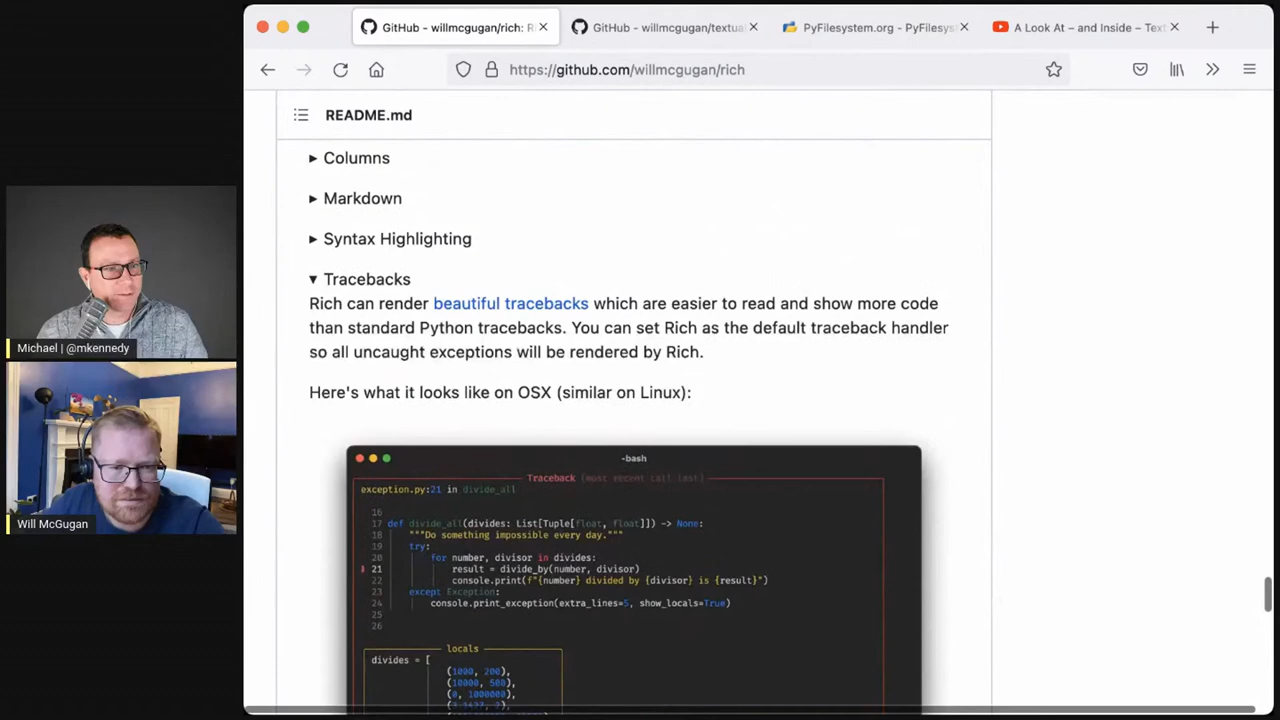 GitHub - willmcgugan/rich: R
GitHub - willmcgugan/textua
PyFilesystem.org - PyFilesys
A Look At – and Inside – Text
https://github.com/willmcgugan/rich
README.md
Columns
Markdown
Syntax Highlighting
Tracebacks
Rich can render beautiful tracebacks which are easier to read and show more code
than standard Python tracebacks. You can set Rich as the default traceback handler
so all uncaught exceptions will be rendered by Rich.
Here's what it looks like on OSX (similar on Linux):
-bash
Traceback (most recent call last)
exception.py:21 in divide_all
16
17 def divide_all(divides: List[Tuple[float, float]]) -> None:
18 """Do something impossible every day."""
19 try:
20 for number, divisor in divides:
21 result = divide_by(number, divisor)
22 console.print(f"{number} divided by {divisor} is {result}")
23 except Exception:
24 console.print_exception(extra_lines=5, show_locals=True)
25
26
locals
divides = [
(1000, 200),
(10000, 500),
(0, 1000000),
(3.1427, 2),
Michael | @mkennedy
Will McGugan